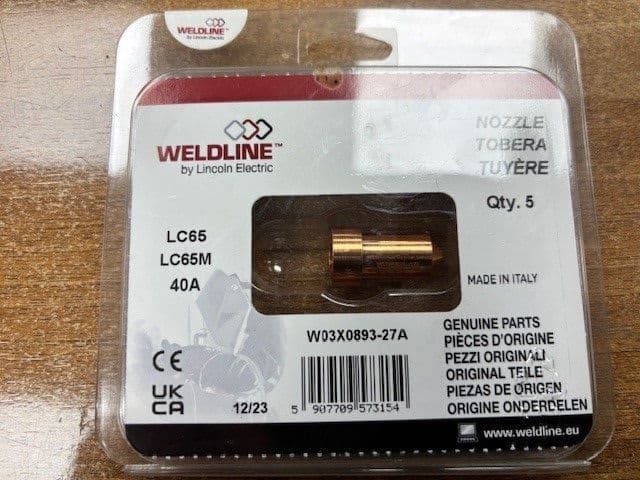 WELDLINE™
by Lincoln Electric
WELDLINE™
by Lincoln Electric
NOZZLE
TOBERA
TUYÈRE
Qty. 5
LC65
LC65M
40A
MADE IN ITALY
W03X0893-27A
GENUINE PARTS
PIÈCES D'ORIGINE
PEZZI ORIGINALI
ORIGINAL TEILE
PIEZAS DE ORIGEN
ORIGINE ONDERDELEN
CE
UK
CA
12/23
5 907709 573154
www.weldline.eu